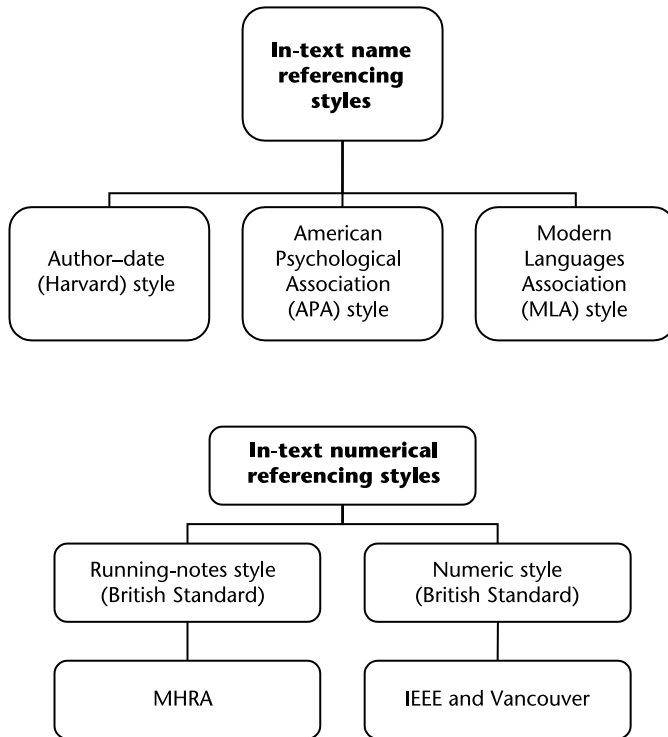 In-text name
referencing
styles
Author–date
(Harvard) style
American
Psychological
Association
(APA) style
Modern
Languages
Association
(MLA) style
In-text numerical
referencing styles
Running-notes style
(British Standard)
Numeric style
(British Standard)
MHRA
IEEE and Vancouver